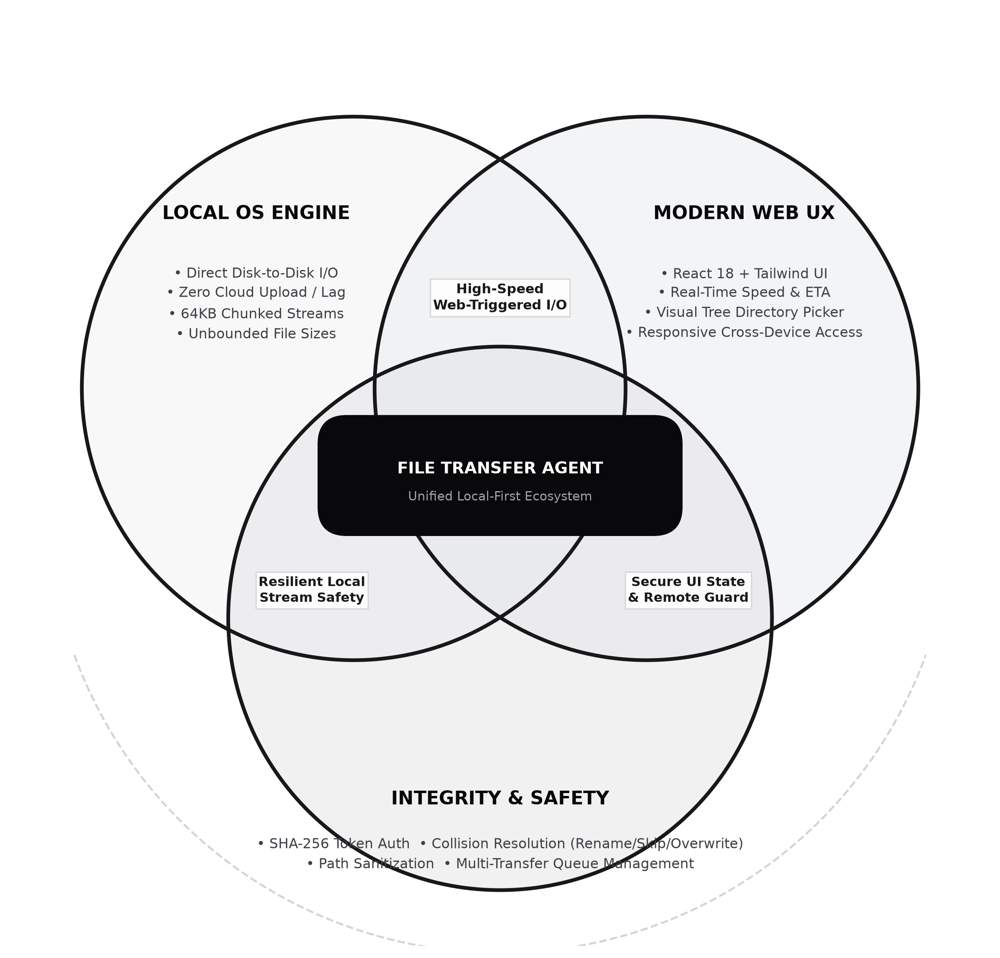 LOCAL OS ENGINE
• Direct Disk-to-Disk I/O
• Zero Cloud Upload / Lag
• 64KB Chunked Streams
• Unbounded File Sizes
MODERN WEB UX
• React 18 + Tailwind UI
• Real-Time Speed & ETA
• Visual Tree Directory Picker
• Responsive Cross-Device Access
High-Speed
Web-Triggered I/O
FILE TRANSFER AGENT
Unified Local-First Ecosystem
Resilient Local
Stream Safety
Secure UI State
& Remote Guard
INTEGRITY & SAFETY
• SHA-256 Token Auth • Collision Resolution (Rename/Skip/Overwrite)
• Path Sanitization • Multi-Transfer Queue Management